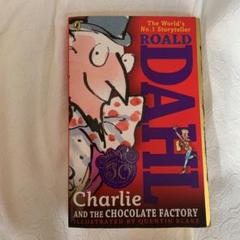 The World's
No.1 Storyteller
ROALD
DAHL
Charlie
AND THE CHOCOLATE FACTORY
ILLUSTRATED BY QUENTIN BLAKE